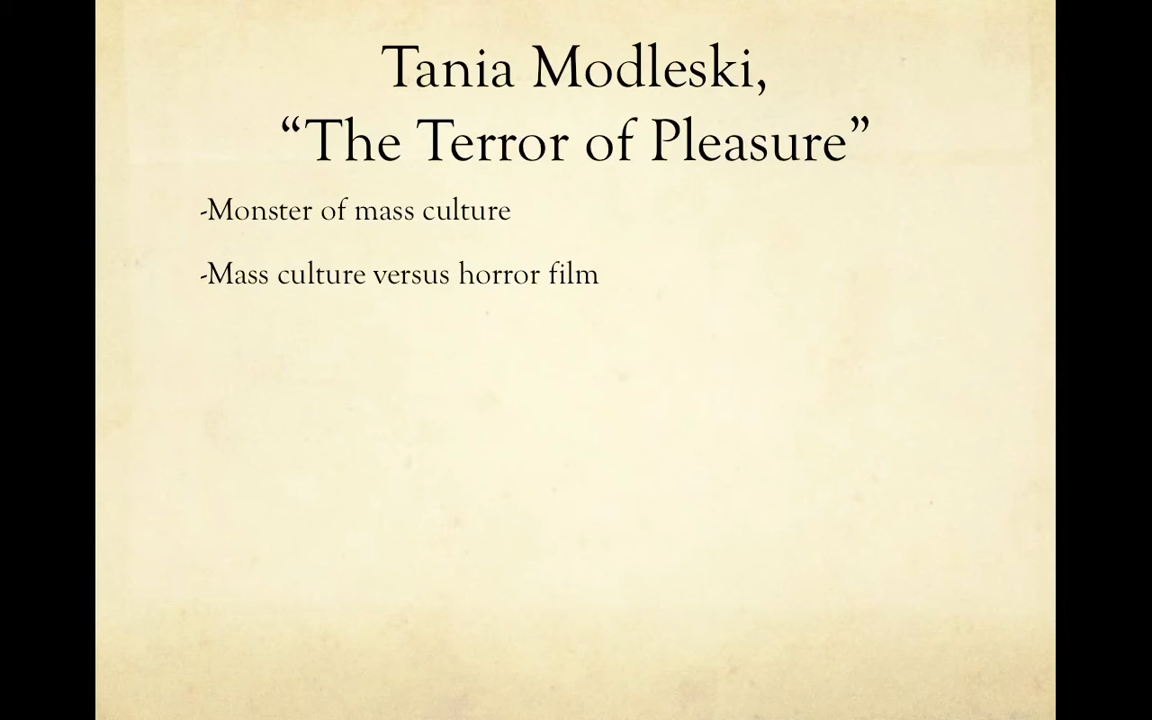 Tania Modleski,
“The Terror of Pleasure”
-Monster of mass culture
-Mass culture versus horror film